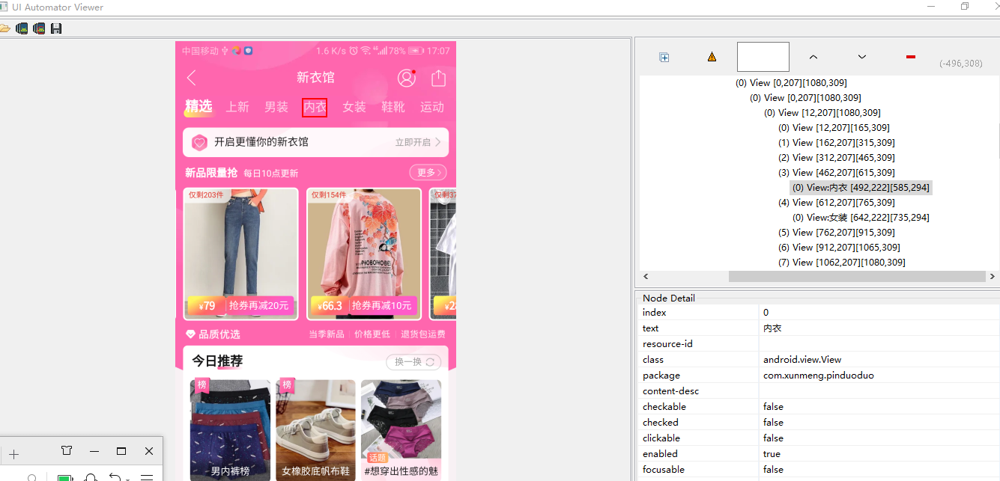 UI Automator Viewer
中国移动 1.6 K/s 78% 17:07
新衣馆
精选 上新 男装 内衣 女装 鞋靴 运动
开启更懂你的新衣馆 立即开启
新品限量抢 每日10点更新 更多
仅剩203件 仅剩154件 仅剩37
PHOBOPHOBES
¥79 抢券再减20元 ¥66.3 抢券再减10元
品质优选 当季新品 价格更低 退货包运费
今日推荐 换一换
榜 榜
话题
男内裤榜 女橡胶底帆布鞋 #想穿出性感的魅
(-496,308)
(0) View [0,207][1080,309]
(0) View [0,207][1080,309]
(0) View [12,207][1080,309]
(0) View [12,207][165,309]
(1) View [162,207][315,309]
(2) View [312,207][465,309]
(3) View [462,207][615,309]
(0) View:内衣 [492,222][585,294]
(4) View [612,207][765,309]
(0) View:女装 [642,222][735,294]
(5) View [762,207][915,309]
(6) View [912,207][1065,309]
(7) View [1062,207][1080,309]
Node Detail
index 0
text 内衣
resource-id
class android.view.View
package com.xunmeng.pinduoduo
content-desc
checkable false
checked false
clickable false
enabled true
focusable false